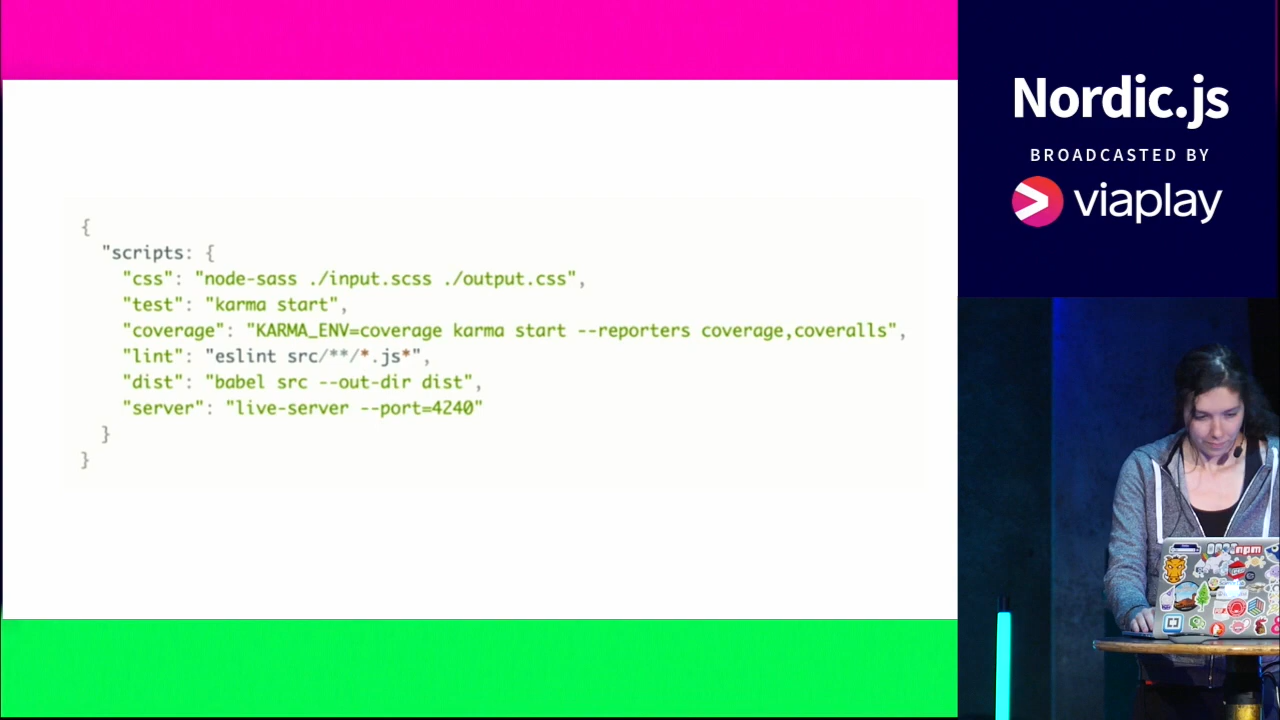 {
"scripts: {
"css": "node-sass ./input.scss ./output.css",
"test": "karma start",
"coverage": "KARMA_ENV=coverage karma start --reporters coverage,coveralls",
"lint": "eslint src/**/*.js*",
"dist": "babel src --out-dir dist",
"server": "live-server --port=4240"
}
}
Nordic.js
BROADCASTED BY
viaplay
npm